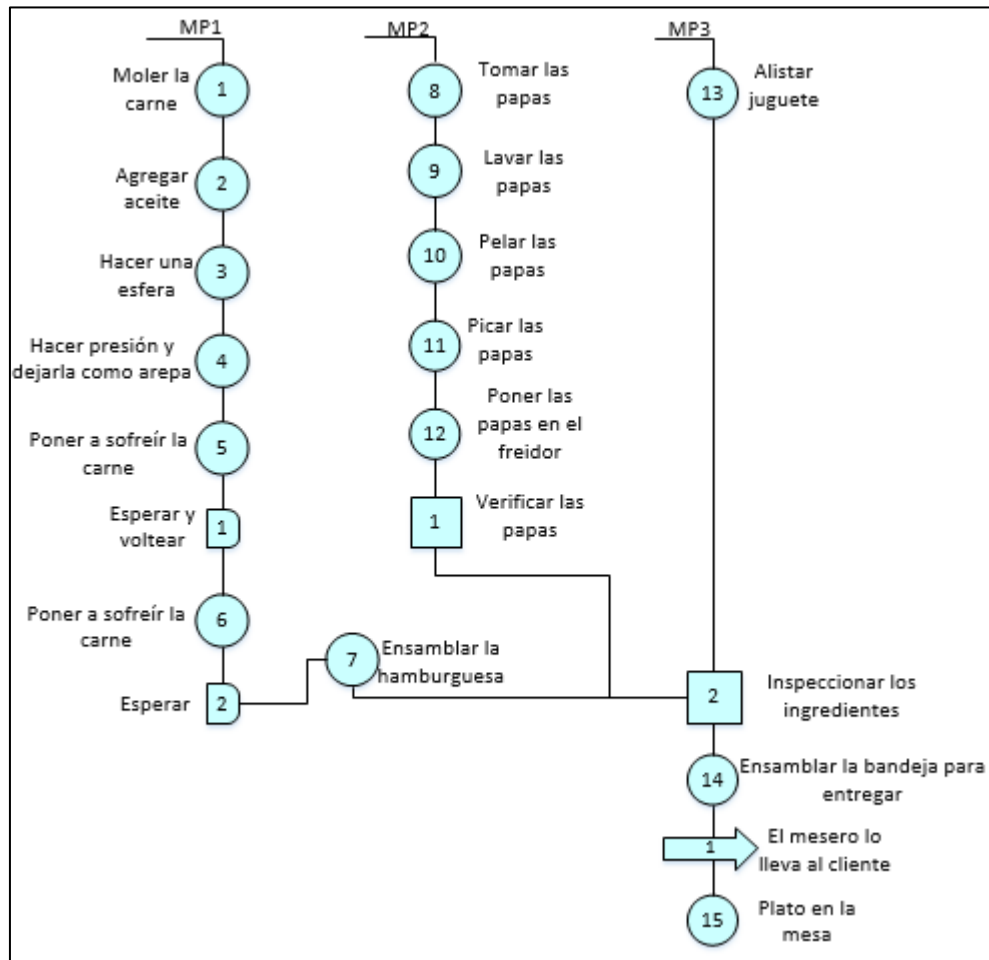 MP1
Moler la
carne
1
Agregar
aceite
2
Hacer una
esfera
3
Hacer presión y
dejarla como arepa
4
Poner a sofreír la
carne
5
Esperar y
voltear
1
Poner a sofreír la
carne
6
Esperar
2
7
Ensamblar la
hamburguesa
MP2
8
Tomar las
papas
9
Lavar las
papas
10
Pelar las
papas
11
Picar las
papas
12
Poner las
papas en el
freidor
1
Verificar las
papas
MP3
13
Alistar
juguete
2
Inspeccionar los
ingredientes
14
Ensamblar la bandeja para
entregar
1
El mesero lo
lleva al cliente
15
Plato en la
mesa